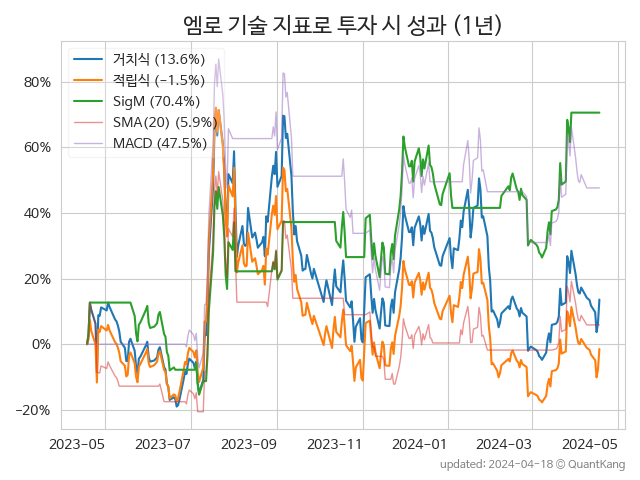 엠로 기술 지표로 투자 시 성과 (1년)
거치식 (13.6%)
적립식 (−1.5%)
SigM (70.4%)
SMA(20) (5.9%)
MACD (47.5%)
80%
60%
40%
20%
0%
−20%
2023-05 2023-07 2023-09 2023-11 2024-01 2024-03 2024-05
updated: 2024-04-18 ⓒ QuantKang